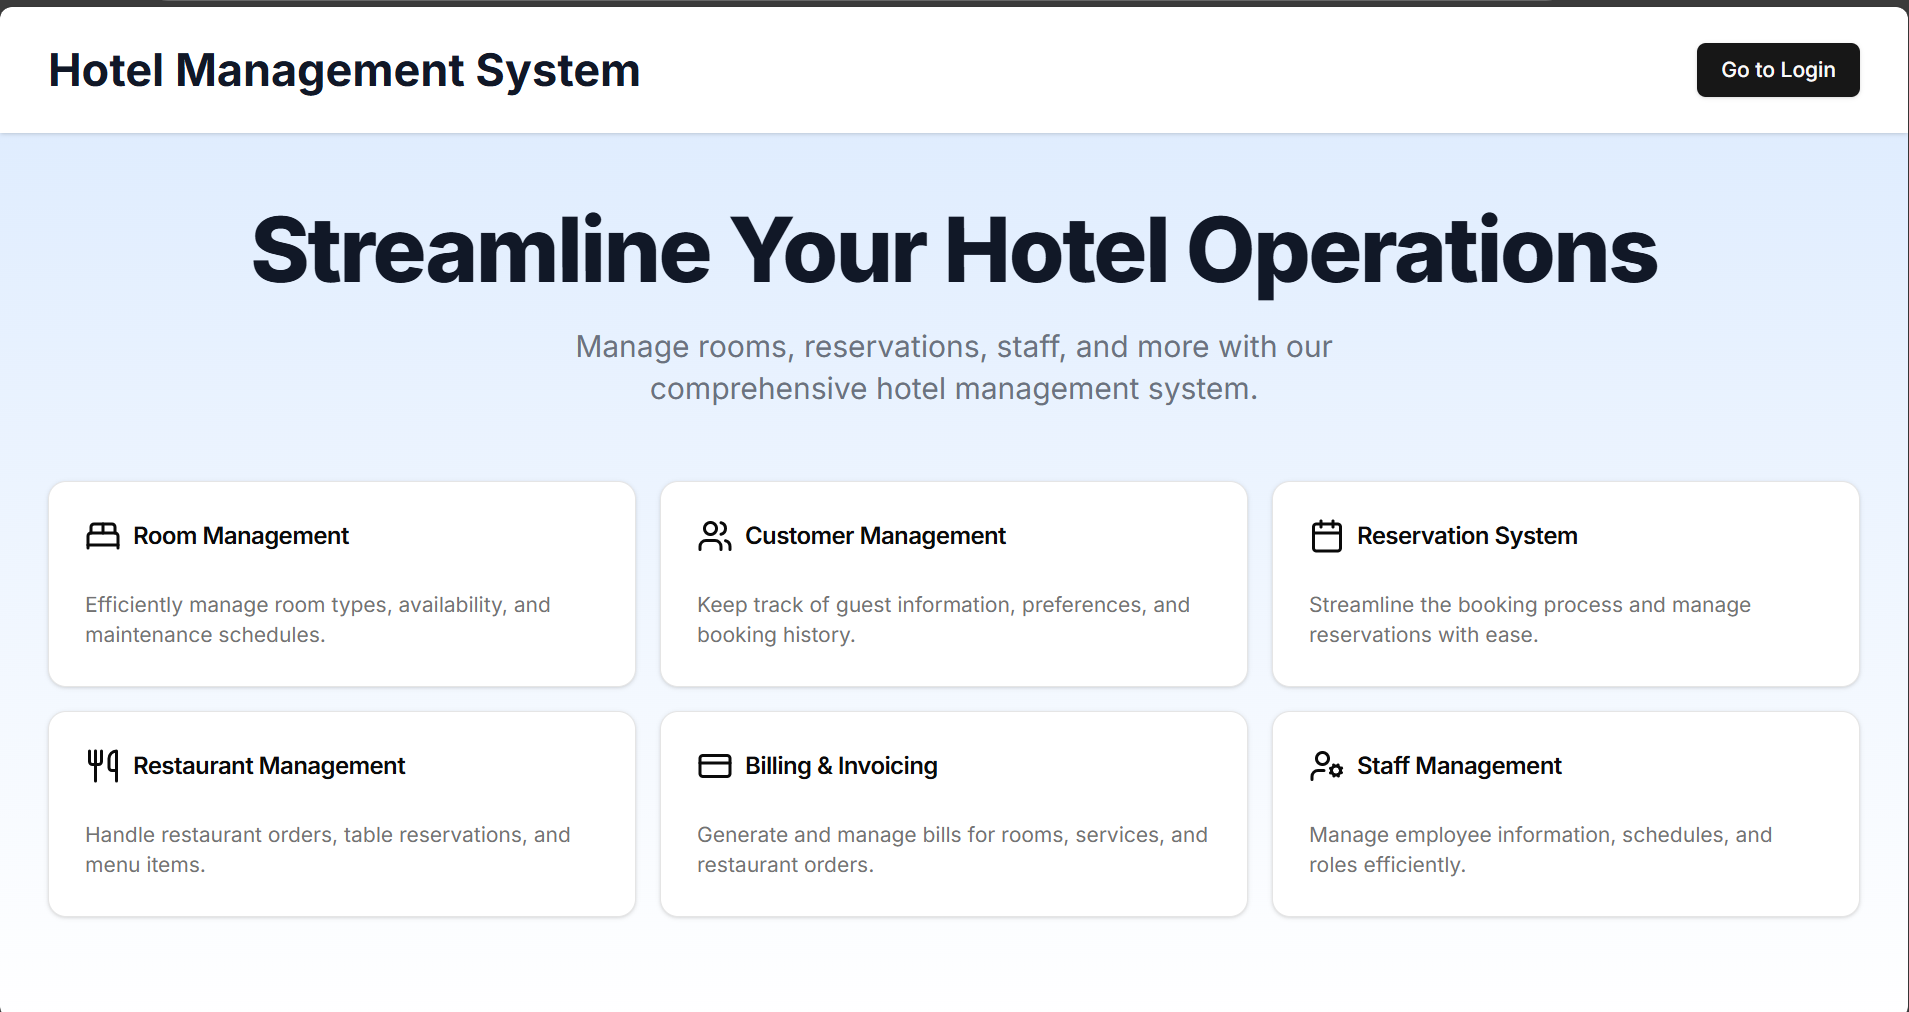 Hotel Management System
Go to Login
Streamline Your Hotel Operations
Manage rooms, reservations, staff, and more with our
comprehensive hotel management system.
Room Management
Efficiently manage room types, availability, and
maintenance schedules.
Customer Management
Keep track of guest information, preferences, and
booking history.
Reservation System
Streamline the booking process and manage
reservations with ease.
Restaurant Management
Handle restaurant orders, table reservations, and
menu items.
Billing & Invoicing
Generate and manage bills for rooms, services, and
restaurant orders.
Staff Management
Manage employee information, schedules, and
roles efficiently.